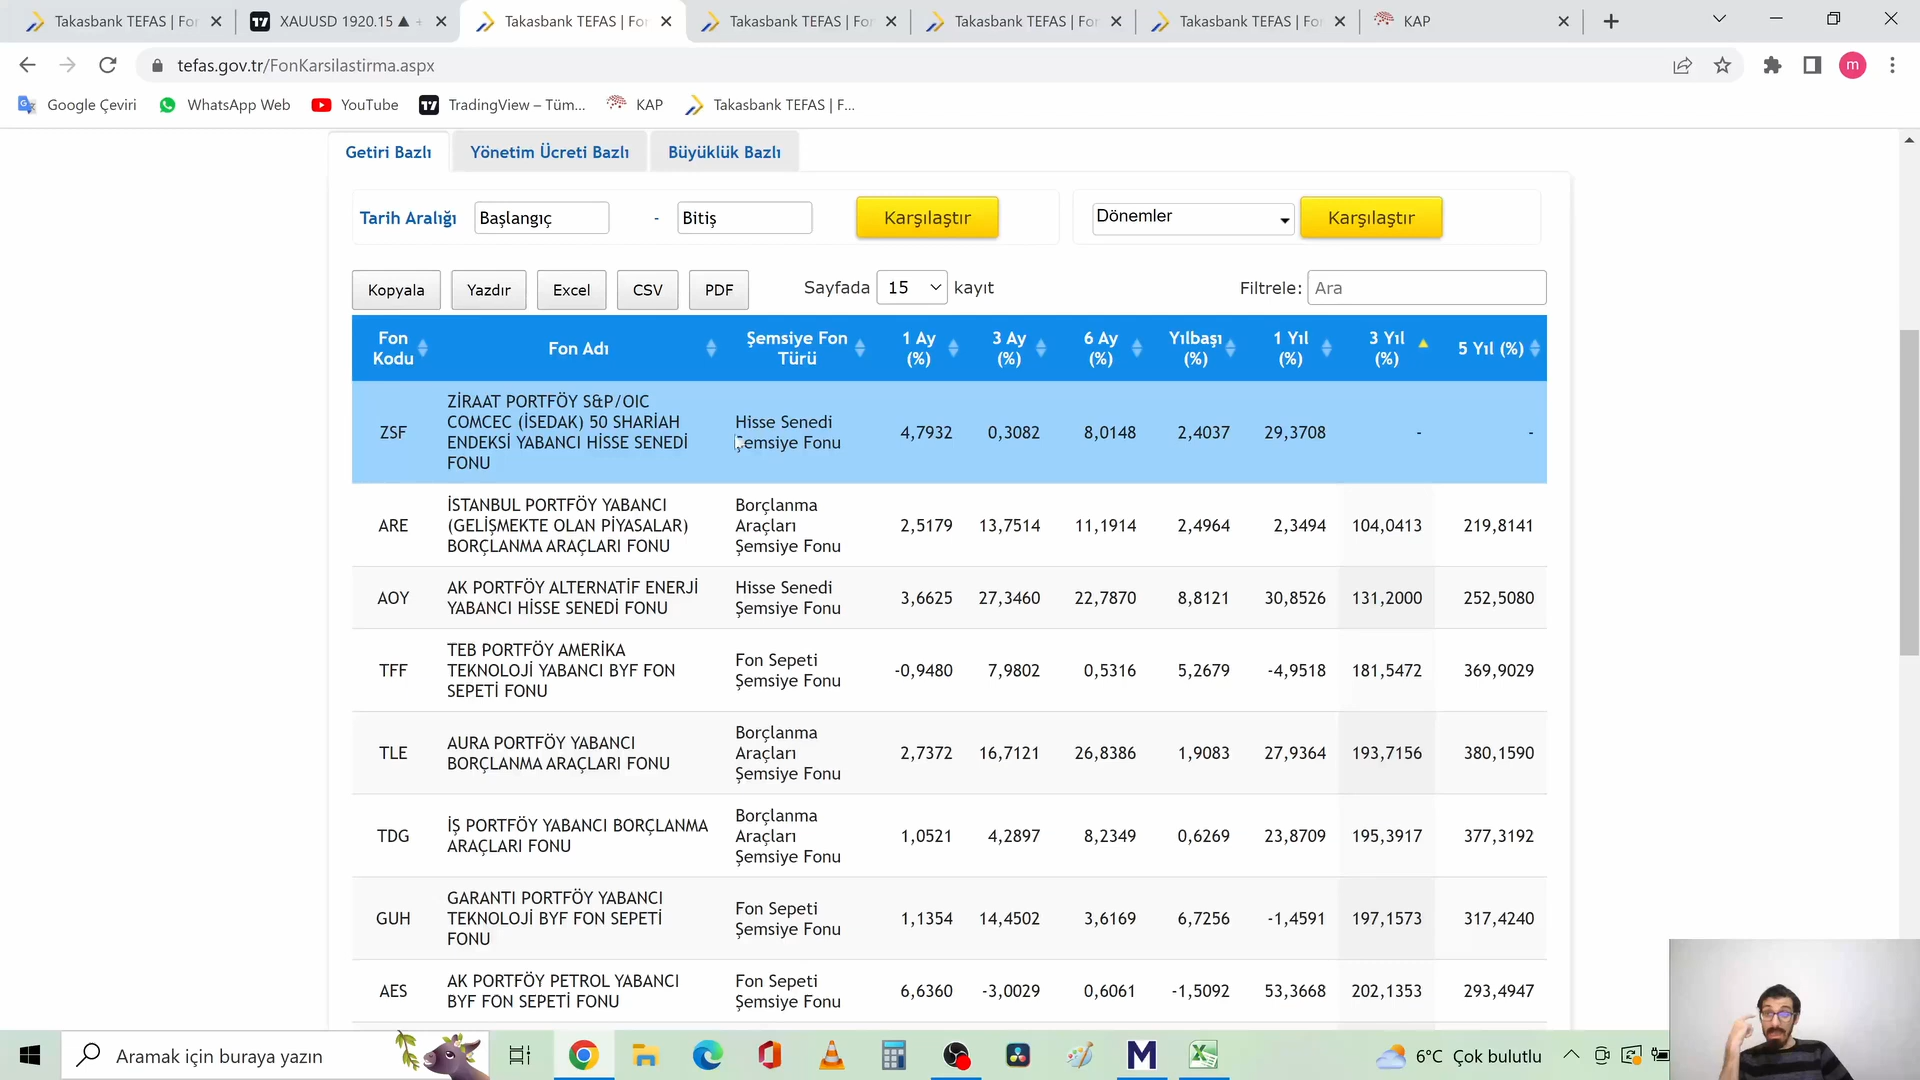 Takasbank TEFAS | For
XAUUSD 1920.15 ▲ +
Takasbank TEFAS | Fo
Takasbank TEFAS | For
Takasbank TEFAS | For
Takasbank TEFAS | Fo
KAP
tefas.gov.tr/FonKarsilastirma.aspx
m
Google Çeviri
WhatsApp Web
YouTube
TradingView – Tüm...
KAP
Takasbank TEFAS | F...
Getiri Bazlı
Yönetim Ücreti Bazlı
Büyüklük Bazlı
Tarih Aralığı
Başlangıç
-
Bitiş
Karşılaştır
Dönemler
Karşılaştır
Kopyala
Yazdır
Excel
CSV
PDF
Sayfada 15 kayıt
Filtrele: Ara
Fon Kodu
Fon Adı
Şemsiye Fon Türü
1 Ay (%)
3 Ay (%)
6 Ay (%)
Yılbaşı (%)
1 Yıl (%)
3 Yıl (%)
5 Yıl (%)
ZSF
ZİRAAT PORTFÖY S&P/OIC
COMCEC (İSEDAK) 50 SHARİAH
ENDEKSİ YABANCI HİSSE SENEDİ
FONU
Hisse Senedi
Şemsiye Fonu
4,7932 0,3082 8,0148 2,4037 29,3708 - -
ARE
İSTANBUL PORTFÖY YABANCI
(GELİŞMEKTE OLAN PİYASALAR)
BORÇLANMA ARAÇLARI FONU
Borçlanma
Araçları
Şemsiye Fonu
2,5179 13,7514 11,1914 2,4964 2,3494 104,0413 219,8141
AOY
AK PORTFÖY ALTERNATİF ENERJİ
YABANCI HİSSE SENEDİ FONU
Hisse Senedi
Şemsiye Fonu
3,6625 27,3460 22,7870 8,8121 30,8526 131,2000 252,5080
TFF
TEB PORTFÖY AMERİKA
TEKNOLOJİ YABANCI BYF FON
SEPETİ FONU
Fon Sepeti
Şemsiye Fonu
-0,9480 7,9802 0,5316 5,2679 -4,9518 181,5472 369,9029
TLE
AURA PORTFÖY YABANCI
BORÇLANMA ARAÇLARI FONU
Borçlanma
Araçları
Şemsiye Fonu
2,7372 16,7121 26,8386 1,9083 27,9364 193,7156 380,1590
TDG
İŞ PORTFÖY YABANCI BORÇLANMA
ARAÇLARI FONU
Borçlanma
Araçları
Şemsiye Fonu
1,0521 4,2897 8,2349 0,6269 23,8709 195,3917 377,3192
GUH
GARANTI PORTFÖY YABANCI
TEKNOLOJİ BYF FON SEPETİ
FONU
Fon Sepeti
Şemsiye Fonu
1,1354 14,4502 3,6169 6,7256 -1,4591 197,1573 317,4240
AES
AK PORTFÖY PETROL YABANCI
BYF FON SEPETİ FONU
Fon Sepeti
Şemsiye Fonu
6,6360 -3,0029 0,6061 -1,5092 53,3668 202,1353 293,4947
Aramak için buraya yazın
6°C Çok bulutlu